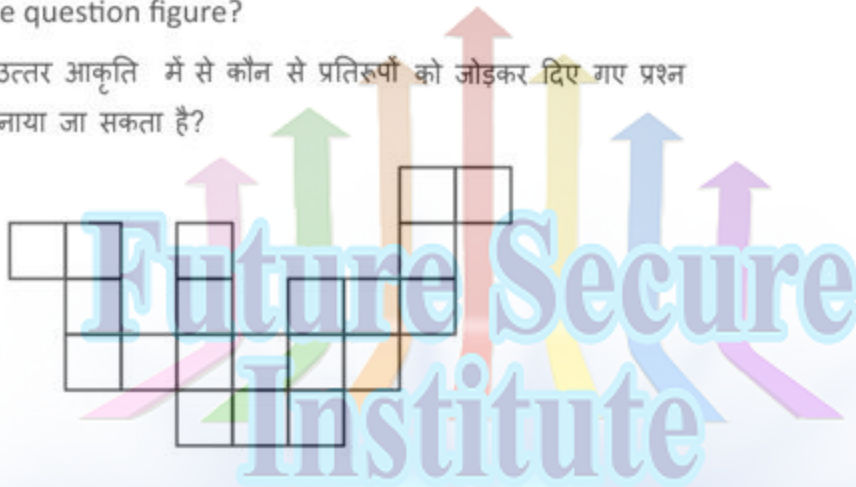 e question figure?
उत्तर आकृति में से कौन से प्रतिरूपों को जोड़कर दिए गए प्रश्न
नाया जा सकता है?
Future Secure
Institute